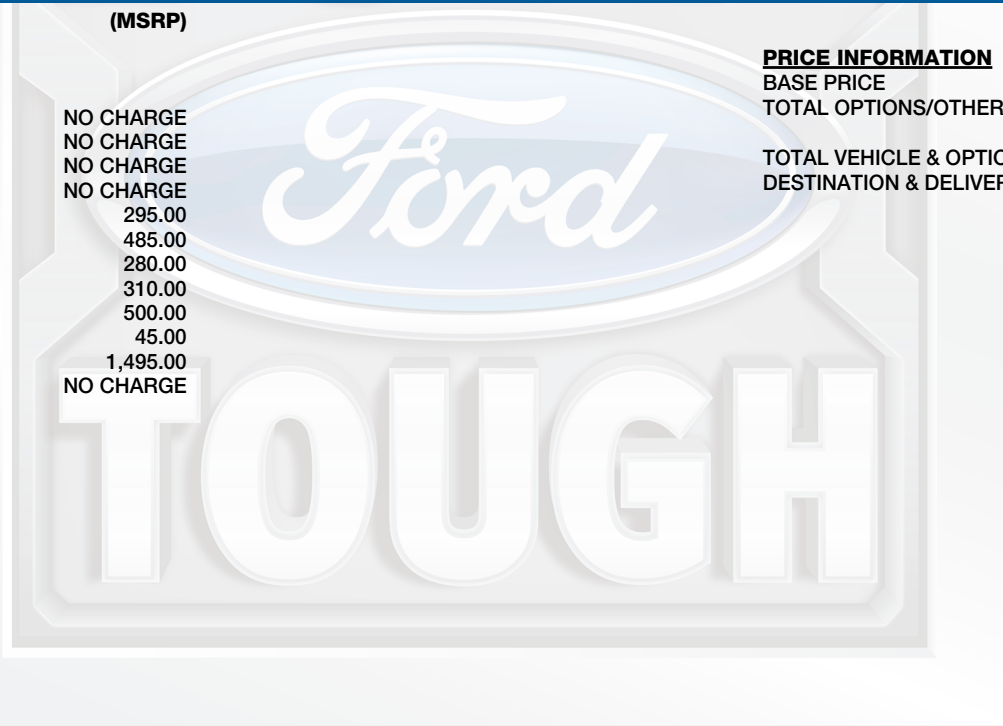 (MSRP)
NO CHARGE
NO CHARGE
NO CHARGE
NO CHARGE
295.00
485.00
280.00
310.00
500.00
45.00
1,495.00
NO CHARGE
PRICE INFORMATION
BASE PRICE
TOTAL OPTIONS/OTHER
TOTAL VEHICLE & OPTIO
DESTINATION & DELIVER
Ford
TOUGH